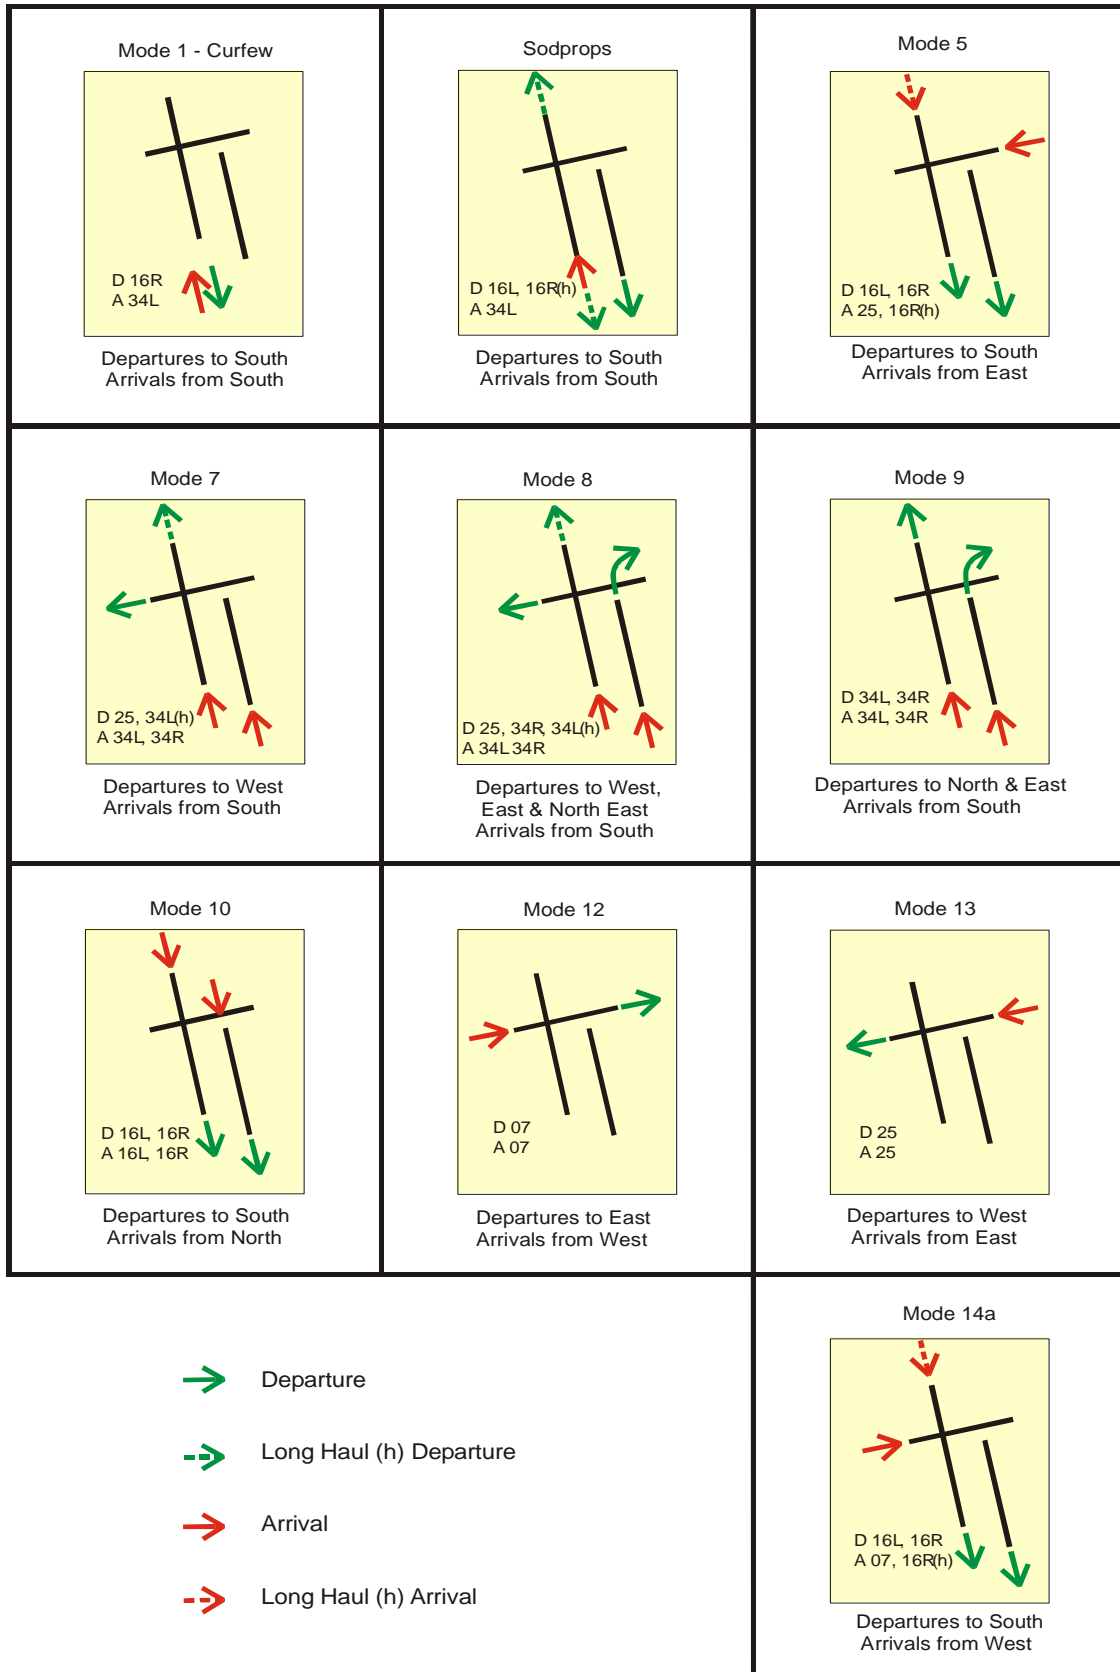 Mode 1 - Curfew
D 16R
A 34L
Departures to South
Arrivals from South
Sodprops
D 16L, 16R(h)
A 34L
Departures to South
Arrivals from South
Mode 5
D 16L, 16R
A 25, 16R(h)
Departures to South
Arrivals from East
Mode 7
D 25, 34L(h)
A 34L, 34R
Departures to West
Arrivals from South
Mode 8
D 25, 34R, 34L(h)
A 34L 34R
Departures to West,
East & North East
Arrivals from South
Mode 9
D 34L, 34R
A 34L, 34R
Departures to North & East
Arrivals from South
Mode 10
D 16L, 16R
A 16L, 16R
Departures to South
Arrivals from North
Mode 12
D 07
A 07
Departures to East
Arrivals from West
Mode 13
D 25
A 25
Departures to West
Arrivals from East
Departure
Long Haul (h) Departure
Arrival
Long Haul (h) Arrival
Mode 14a
D 16L, 16R
A 07, 16R(h)
Departures to South
Arrivals from West